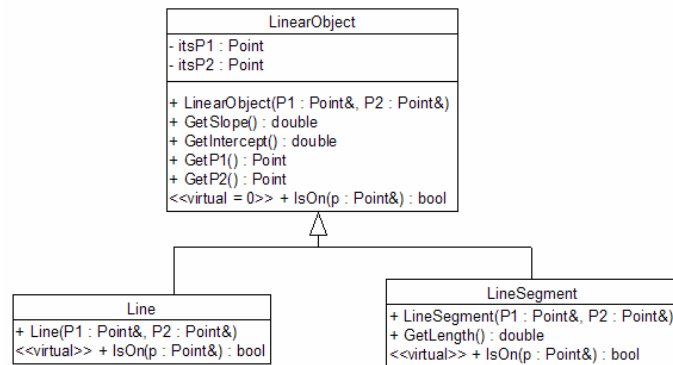 LinearObject
- itsP1 : Point
- itsP2 : Point
+ LinearObject(P1 : Point&, P2 : Point&)
+ GetSlope() : double
+ GetIntercept() : double
+ GetP1() : Point
+ GetP2() : Point
<<virtual = 0>> + IsOn(p : Point&) : bool
Line
+ Line(P1 : Point&, P2 : Point&)
<<virtual>> + IsOn(p : Point&) : bool
LineSegment
+ LineSegment(P1 : Point&, P2 : Point&)
+ GetLength() : double
<<virtual>> + IsOn(p : Point&) : bool